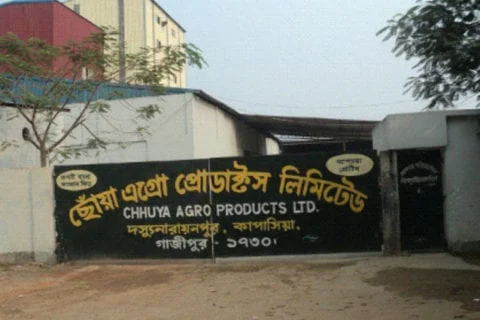 ছোঁয়া এগ্রো প্রোডাক্টস লিমিটেড
CHHUYA AGRO PRODUCTS LTD.
দস্যুনারায়নপুর, কাপাসিয়া,
গাজীপুর - ১৭৩০।